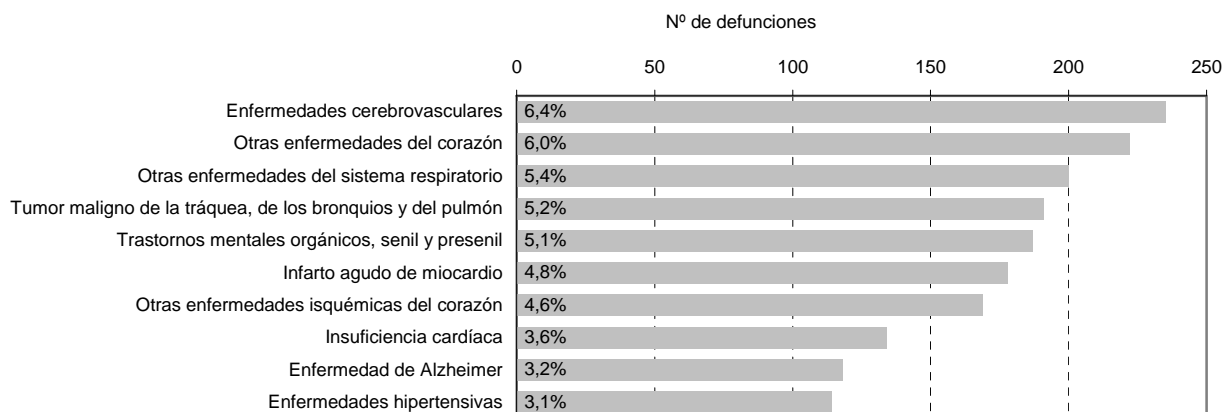 Nº de defunciones
0 50 100 150 200 250
Enfermedades cerebrovasculares 6,4%
Otras enfermedades del corazón 6,0%
Otras enfermedades del sistema respiratorio 5,4%
Tumor maligno de la tráquea, de los bronquios y del pulmón 5,2%
Trastornos mentales orgánicos, senil y presenil 5,1%
Infarto agudo de miocardio 4,8%
Otras enfermedades isquémicas del corazón 4,6%
Insuficiencia cardíaca 3,6%
Enfermedad de Alzheimer 3,2%
Enfermedades hipertensivas 3,1%